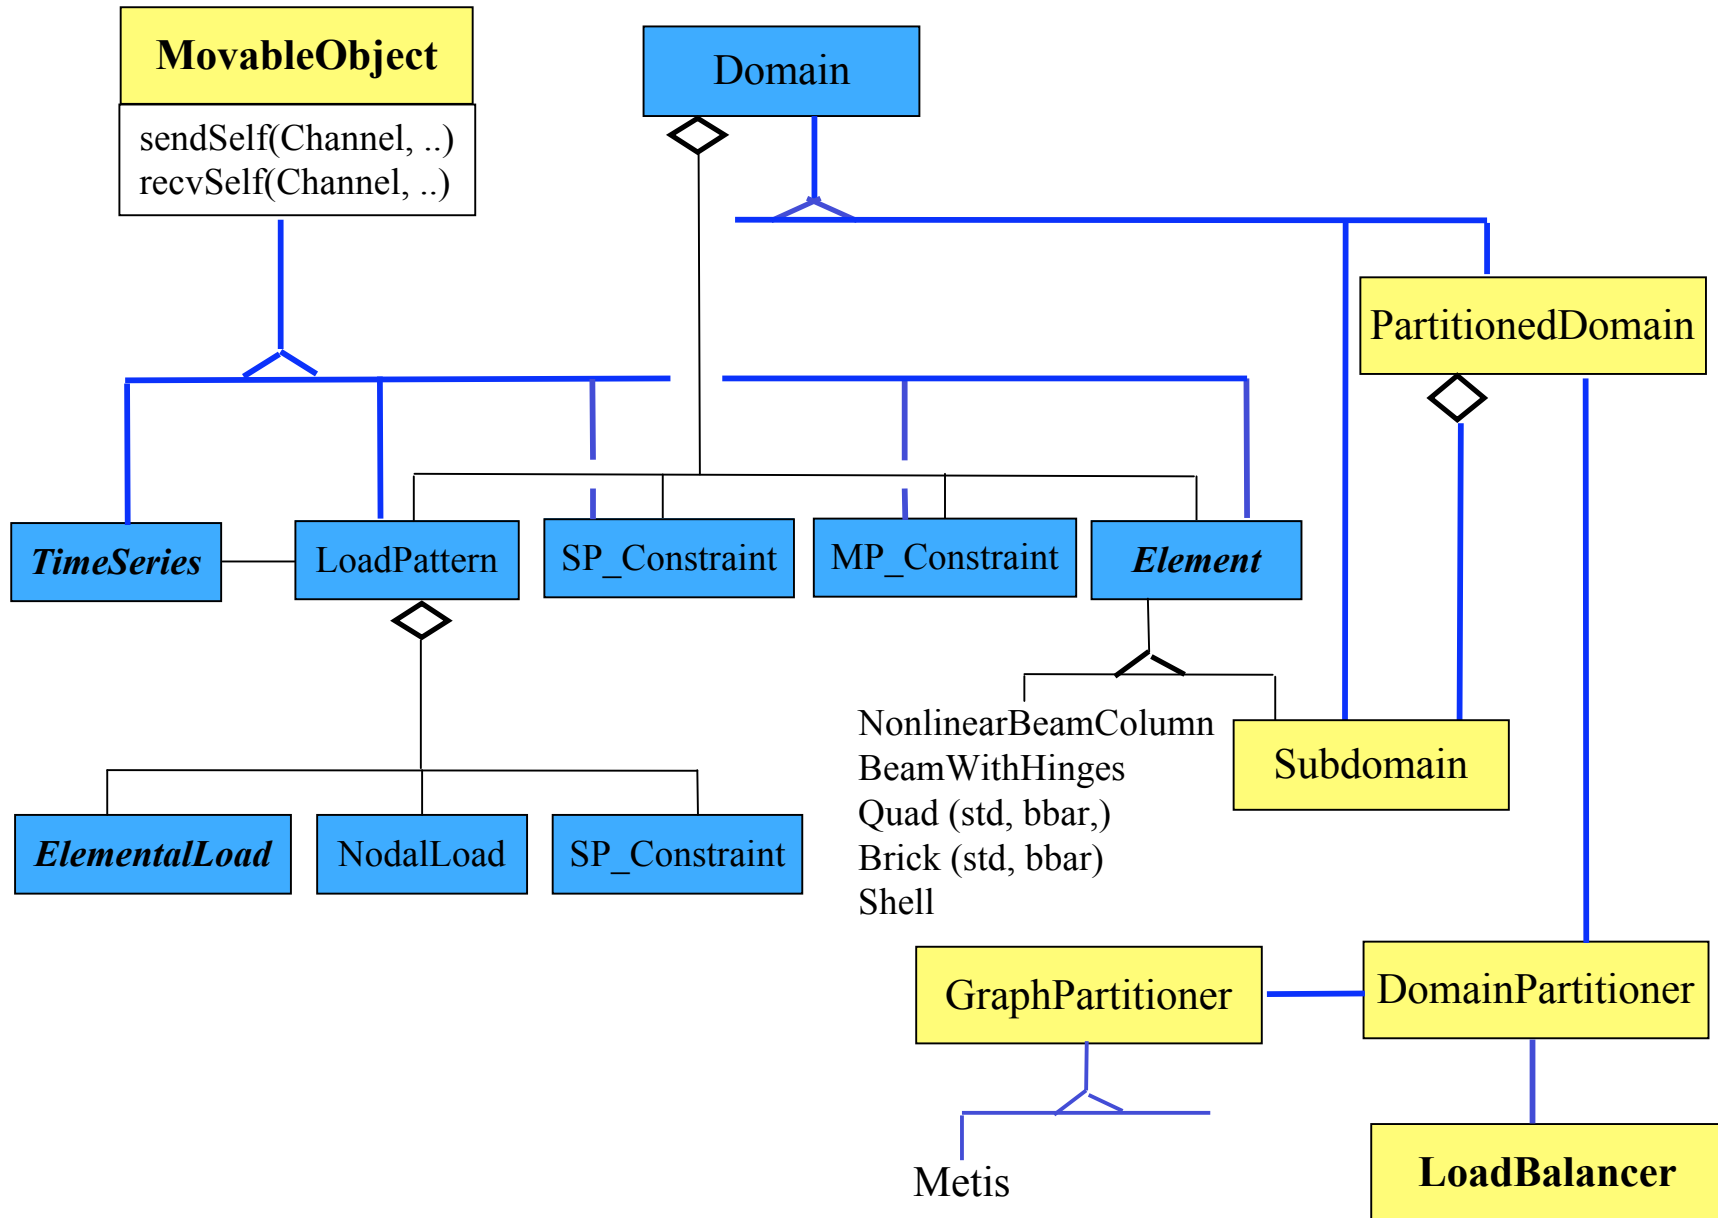 MovableObject
sendSelf(Channel, ..)
recvSelf(Channel, ..)
Domain
PartitionedDomain
TimeSeries
LoadPattern
SP_Constraint
MP_Constraint
Element
NonlinearBeamColumn
BeamWithHinges
Quad (std, bbar,)
Brick (std, bbar)
Shell
Subdomain
ElementalLoad
NodalLoad
SP_Constraint
GraphPartitioner
DomainPartitioner
Metis
LoadBalancer